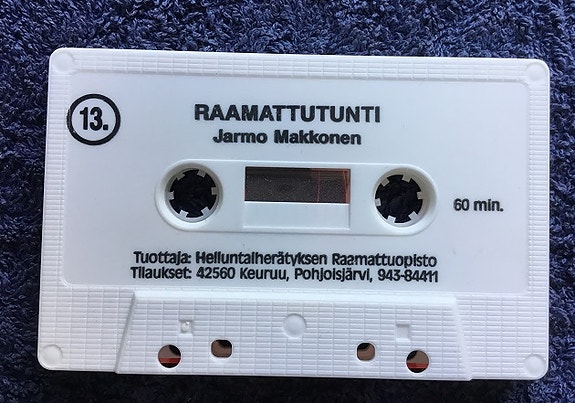 13.
RAAMATTUTUNTI
Jarmo Makkonen
60 min.
Tuottaja: Helluntaiherätyksen Raamattuopisto
Tilaukset: 42560 Keuruu, Pohjoisjärvi, 943-84411